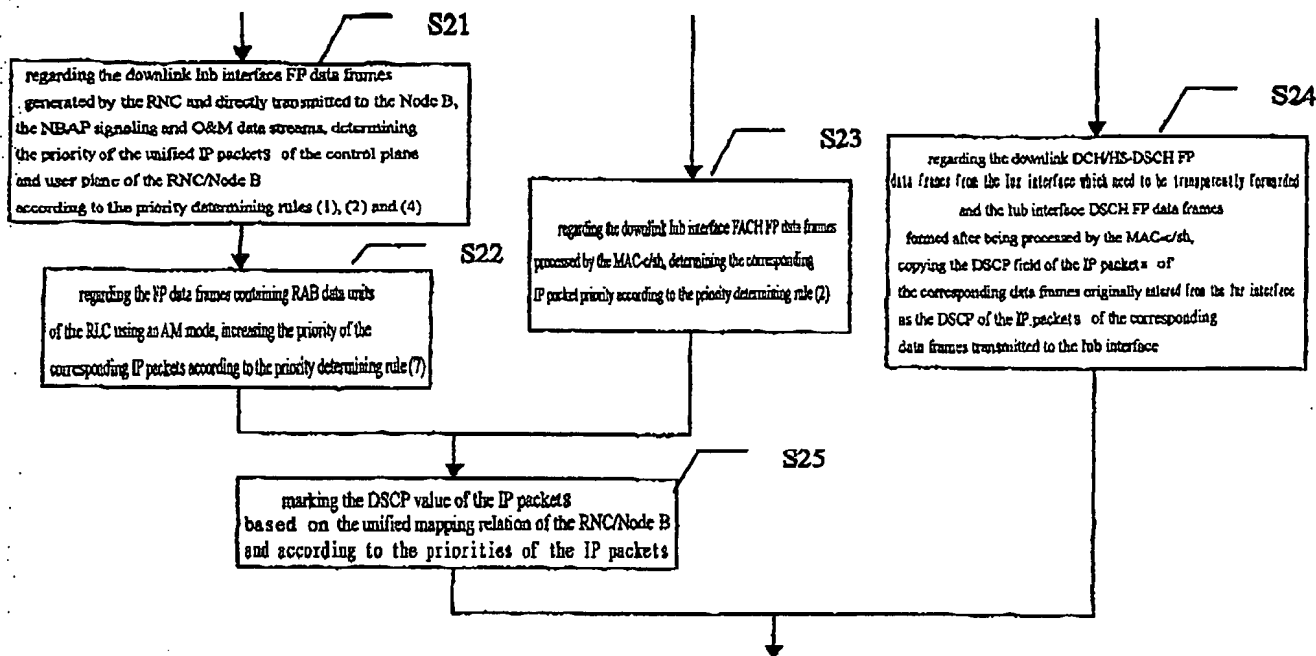 S21
regarding the downlink Iub interface FP data frames
generated by the RNC and directly transmitted to the Node B,
the NBAP signaling and O&M data streams, determining
the priority of the unified IP packets of the control plane
and user plane of the RNC/Node B
according to the priority determining rules (1), (2) and (4)
S22
regarding the FP data frames containing RAB data units
of the RLC using an AM mode, increasing the priority of the
corresponding IP packets according to the priority determining rule (7)
S23
regarding the downlink Iub interface FACH FP data frames
processed by the MAC-c/sh, determining the corresponding
IP packet priority according to the priority determining rule (2)
S24
regarding the downlink DCH/HS-DSCH FP
data frames from the Iur interface which need to be transparently forwarded
and the Iub interface DSCH FP data frames
formed after being processed by the MAC-c/sh,
copying the DSCP field of the IP packets of
the corresponding data frames originally entered from the Iur interface
as the DSCP of the IP packets of the corresponding
data frames transmitted to the Iub interface
S25
marking the DSCP value of the IP packets
based on the unified mapping relation of the RNC/Node B
and according to the priorities of the IP packets